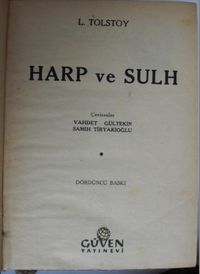 L. TOLSTOY
HARP ve SULH
Çevirenler
VAHDET GÜLTEKİN
SAMİH TİRYAKİOĞLU
DÖRDÜNCÜ BASKI
GÜVEN
YAYINEVİ